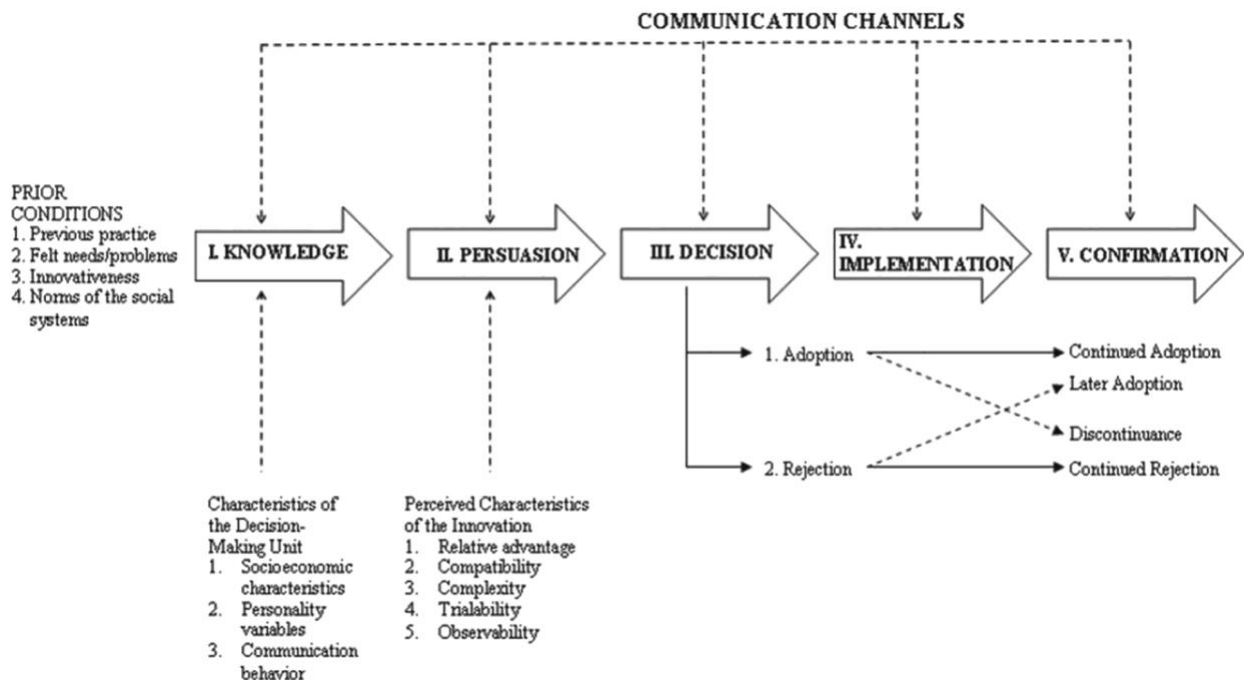 COMMUNICATION CHANNELS
PRIOR
CONDITIONS
1. Previous practice
2. Felt needs/problems
3. Innovativeness
4. Norms of the social
systems
I. KNOWLEDGE
II. PERSUASION
III. DECISION
IV.
IMPLEMENTATION
V. CONFIRMATION
1. Adoption
2. Rejection
Continued Adoption
Later Adoption
Discontinuance
Continued Rejection
Characteristics of
the Decision-
Making Unit
1. Socioeconomic
characteristics
2. Personality
variables
3. Communication
behavior
Perceived Characteristics
of the Innovation
1. Relative advantage
2. Compatibility
3. Complexity
4. Trialability
5. Observability